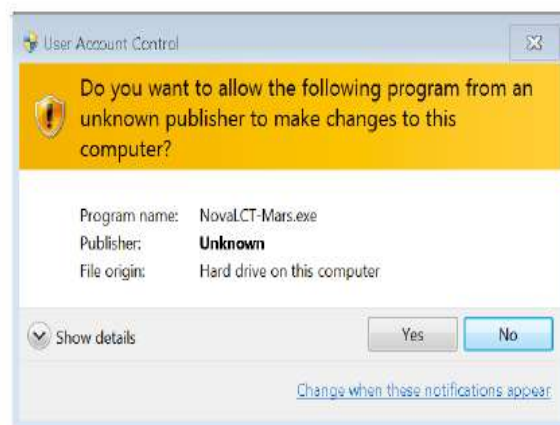 User Account Control
Do you want to allow the following program from an
unknown publisher to make changes to this
computer?
Program name: NovaLCT-Mars.exe
Publisher: Unknown
File origin: Hard drive on this computer
Show details
Yes No
Change when these notifications appear